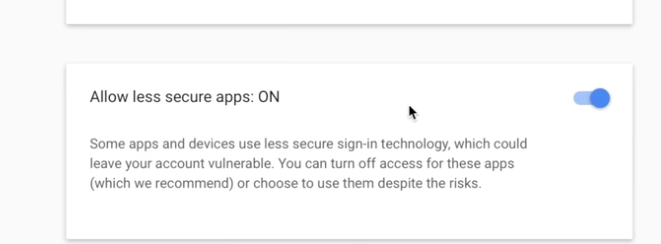 Allow less secure apps: ON
Some apps and devices use less secure sign-in technology, which could
leave your account vulnerable. You can turn off access for these apps
(which we recommend) or choose to use them despite the risks.